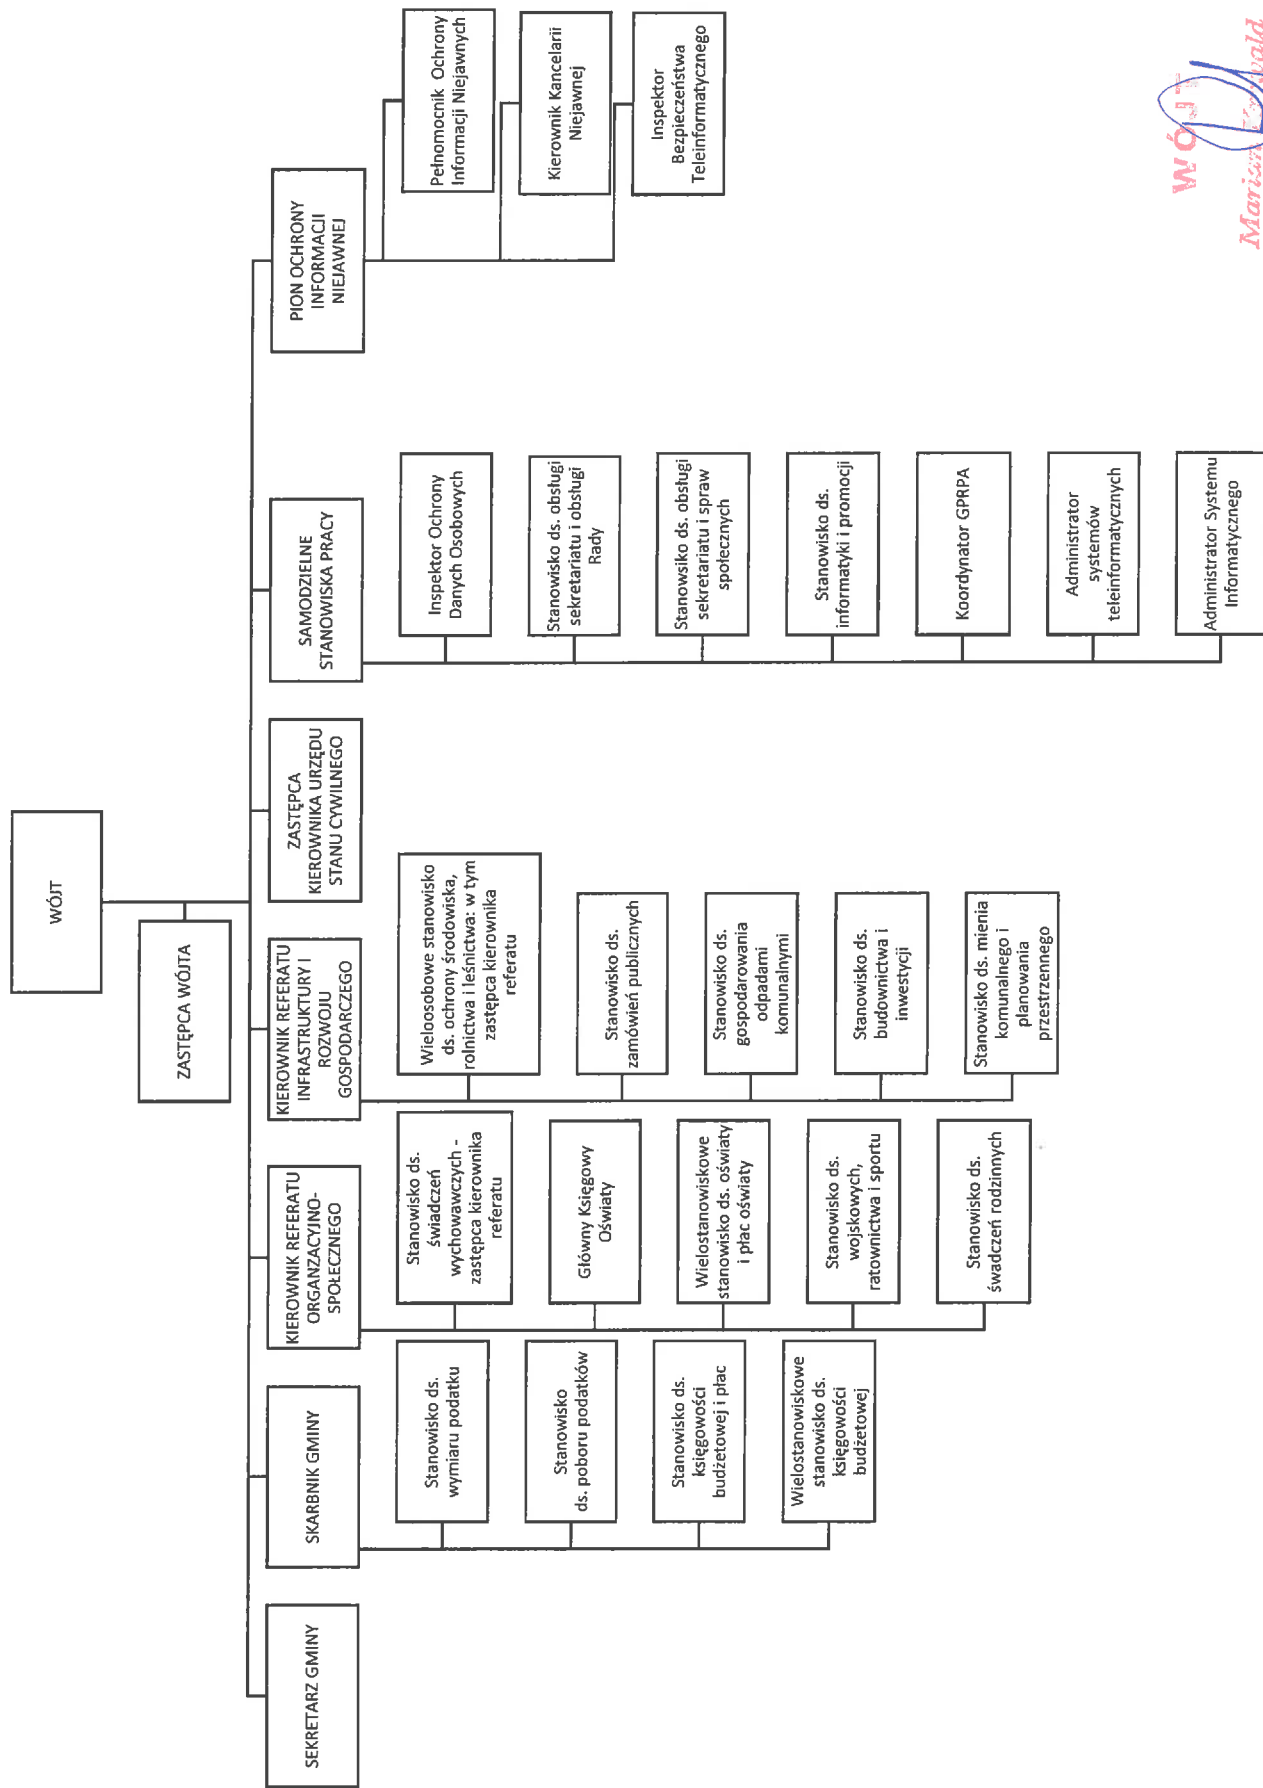 WÓJT
ZASTĘPCA WÓJTA
SEKRETARZ GMINY
SKARBNIK GMINY
Stanowisko ds.
wymiaru podatku
Stanowisko
ds. poboru podatków
Stanowisko ds.
księgowości
budżetowej i płac
Wielostanowiskowe
stanowisko ds.
księgowości
budżetowej
KIEROWNIK REFERATU
ORGANZACYJNO-
SPOŁECZNEGO
Stanowisko ds.
świadczeń
wychowawczych -
zastępca kierownika
referatu
Główny Księgowy
Oświaty
Wielostanowiskowe
stanowisko ds. oświaty
i płac oświaty
Stanowisko ds.
wojskowych,
ratownictwa i sportu
Stanowisko ds.
śwadczeń rodzinnych
KIEROWNIK REFERATU
INFRASTRUKTURY I
ROZWOJU
GOSPODARCZEGO
Wieloosobowe stanowisko
ds. ochrony środowiska,
rolnictwa i leśnictwa: w tym
zastępca kierownika
referatu
Stanowisko ds.
zamówień publicznych
Stanowisko ds.
gospodarowania
odpadami
komunalnymi
Stanowisko ds.
budownictwa i
inwestycji
Stanowisko ds. mienia
komunalnego i
planowania
przestrzennego
ZASTĘPCA
KIEROWNIKA URZĘDU
STANU CYWILNEGO
SAMODZIELNE
STANOWISKA PRACY
Inspektor Ochrony
Danych Osobowych
Stanowisko ds. obsługi
sekretariatu i obsługi
Rady
Stanowsiko ds. obsługi
sekretariatu i spraw
społecznych
Stanowisko ds.
informatyki i promocji
Koordynator GPRPA
Administrator
systemów
teleinformatycznych
Administrator Systemu
Informatycznego
PION OCHRONY
INFORMACJI
NIEJAWNEJ
Pełnomocnik Ochrony
Informacji Niejawnych
Kierownik Kancelarii
Niejawnej
Inspektor
Bezpieczeństwa
Teleinformatycznego
WÓJT